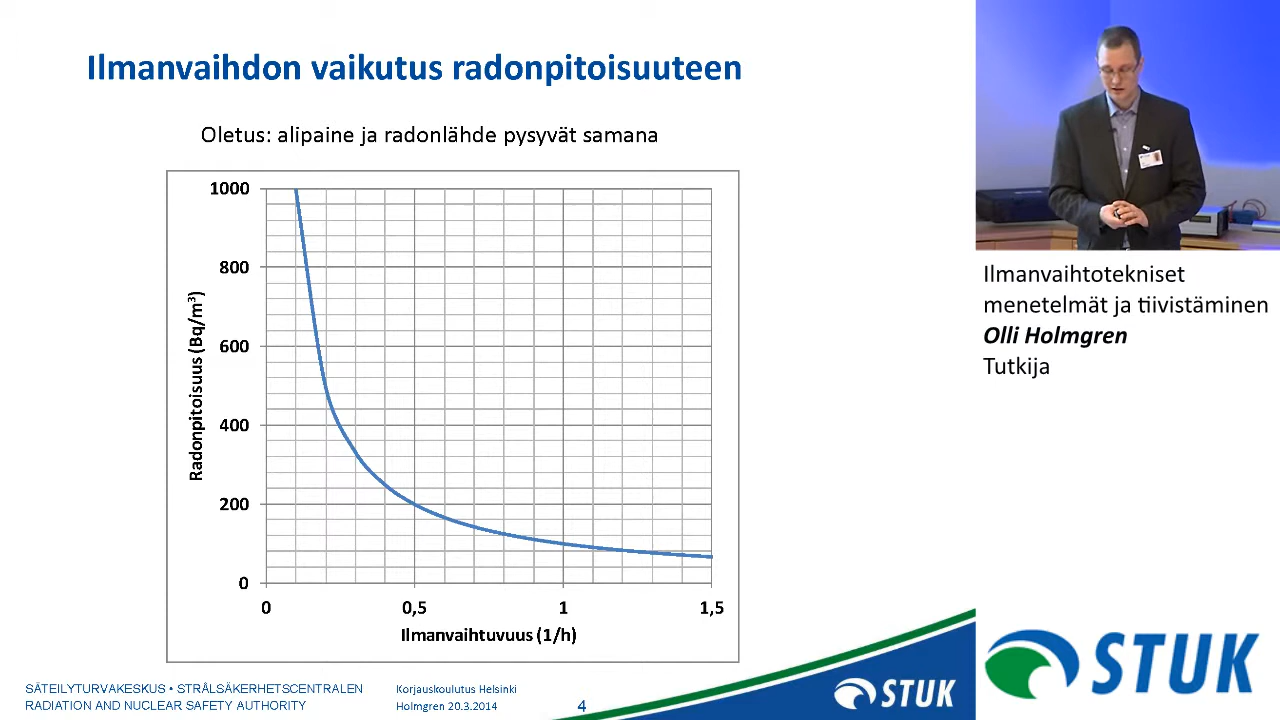 Ilmanvaihdon vaikutus radonpitoisuuteen
Oletus: alipaine ja radonlähde pysyvät samana
1000
800
600
400
200
0
Radonpitoisuus (Bq/m³)
0
0,5
1
1,5
Ilmanvaihtuvuus (1/h)
Ilmanvaihtotekniset
menetelmät ja tiivistäminen
Olli Holmgren
Tutkija
SÄTEILYTURVAKESKUS • STRÅLSÄKERHETSCENTRALEN
RADIATION AND NUCLEAR SAFETY AUTHORITY
Korjauskoulutus Helsinki
Holmgren 20.3.2014
4
STUK
STUK